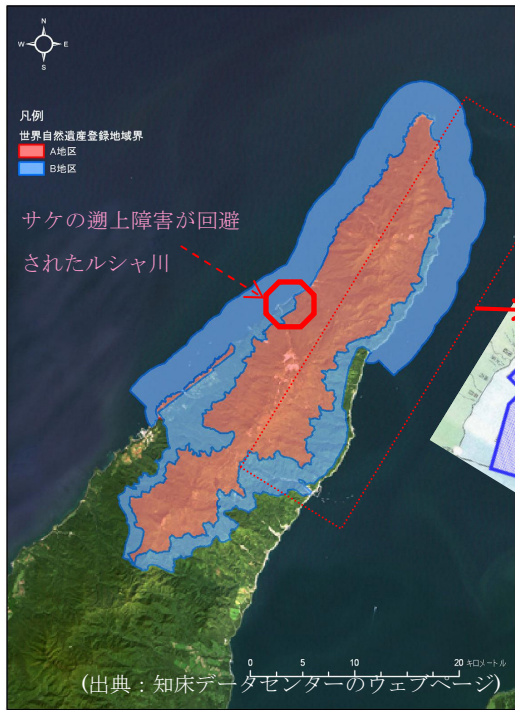 N
W E
S
凡例
世界自然遺産登録地域界
A地区
B地区
サケの遡上障害が回避
されたルシャ川
0 5 10 20 キロメートル
(出典：知床データセンターのウェブページ)